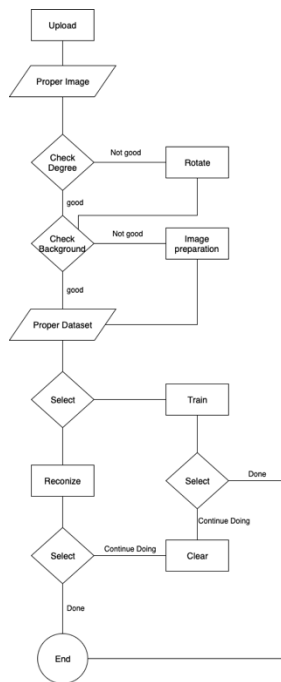 Upload
Proper Image
Check
Degree
Not good
Rotate
good
Check
Background
Not good
Image
preparation
good
Proper Dataset
Select
Train
Reconize
Select
Done
Continue Doing
Select
Continue Doing
Clear
Done
End